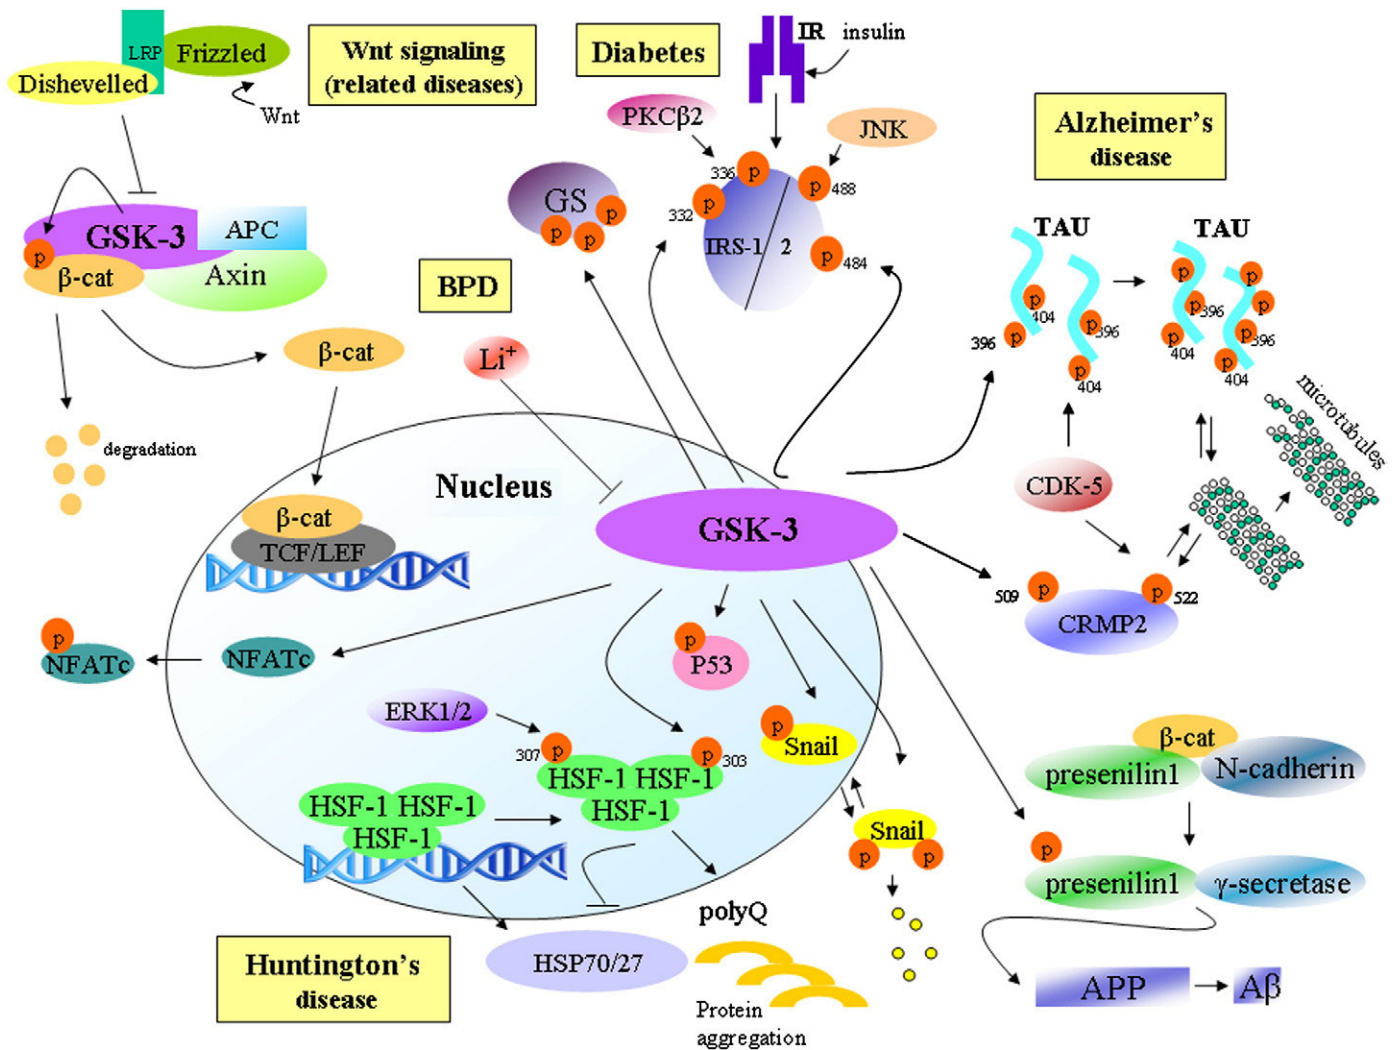 LRP
Frizzled
Dishevelled
Wnt
Wnt signaling
(related diseases)
Diabetes
IR
insulin
PKCβ2
JNK
336
p
p
488
332
p
IRS-1
2
p
484
GS
p
p
p
Alzheimer's
disease
TAU
TAU
p
404
396
p
p
396
p
404
p
p
p
396
p
p
396
p
404
p
404
microtubules
GSK-3
APC
p
β-cat
Axin
BPD
β-cat
Li+
degradation
Nucleus
β-cat
TCF/LEF
GSK-3
CDK-5
509
p
p
522
CRMP2
p
NFATc
NFATc
p
P53
ERK1/2
307
p
p
303
HSF-1
HSF-1
HSF-1
p
Snail
HSF-1
HSF-1
HSF-1
Snail
p
p
β-cat
presenilin1
N-cadherin
p
presenilin1
γ-secretase
APP
Aβ
polyQ
HSP70/27
Huntington's
disease
Protein
aggregation